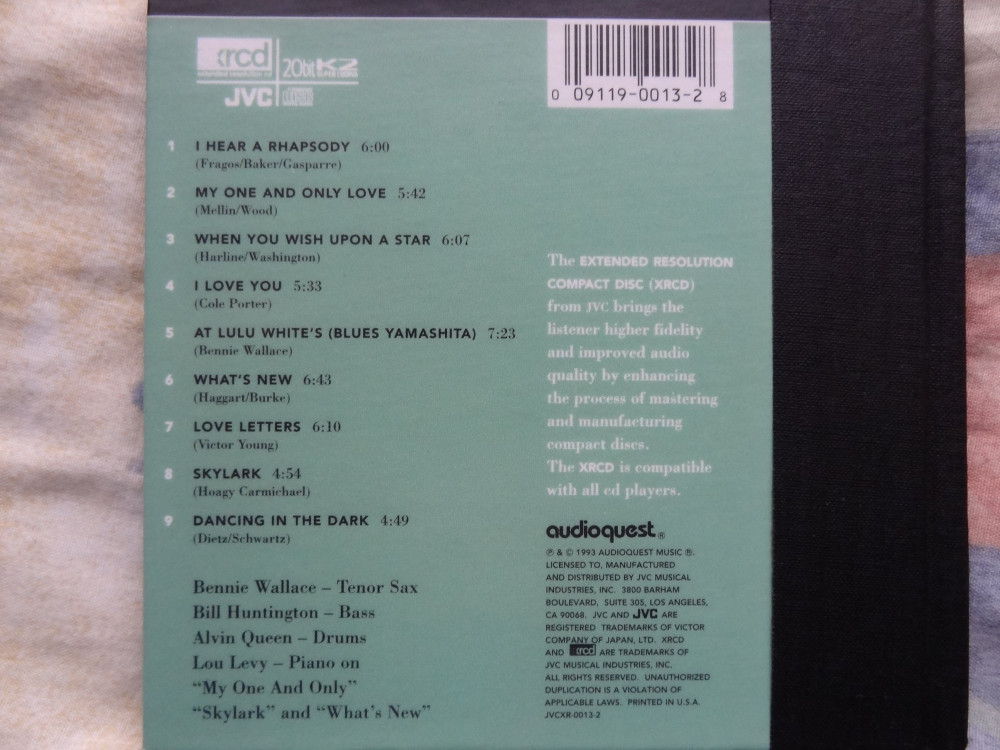 xrcd
extended resolution cd
20bit K2
SUPER CODING
JVC
0 09119-0013-2 8
1 I HEAR A RHAPSODY 6:00
(Fragos/Baker/Gasparre)
2 MY ONE AND ONLY LOVE 5:42
(Mellin/Wood)
3 WHEN YOU WISH UPON A STAR 6:07
(Harline/Washington)
4 I LOVE YOU 5:33
(Cole Porter)
5 AT LULU WHITE'S (BLUES YAMASHITA) 7:23
(Bennie Wallace)
6 WHAT'S NEW 6:43
(Haggart/Burke)
7 LOVE LETTERS 6:10
(Victor Young)
8 SKYLARK 4:54
(Hoagy Carmichael)
9 DANCING IN THE DARK 4:49
(Dietz/Schwartz)
Bennie Wallace – Tenor Sax
Bill Huntington – Bass
Alvin Queen – Drums
Lou Levy – Piano on
“My One And Only”
“Skylark” and “What's New”
The EXTENDED RESOLUTION
COMPACT DISC (XRCD)
from JVC brings the
listener higher fidelity
and improved audio
quality by enhancing
the process of mastering
and manufacturing
compact discs.
The XRCD is compatible
with all cd players.
audioquest®
℗ & © 1993 AUDIOQUEST MUSIC ®.
LICENSED TO, MANUFACTURED
AND DISTRIBUTED BY JVC MUSICAL
INDUSTRIES, INC. 3800 BARHAM
BOULEVARD, SUITE 305, LOS ANGELES,
CA 90068. JVC AND JVC ARE
REGISTERED TRADEMARKS OF VICTOR
COMPANY OF JAPAN, LTD. XRCD
AND xrcd ARE TRADEMARKS OF
JVC MUSICAL INDUSTRIES, INC.
ALL RIGHTS RESERVED. UNAUTHORIZED
DUPLICATION IS A VIOLATION OF
APPLICABLE LAWS. PRINTED IN U.S.A.
JVCXR-0013-2